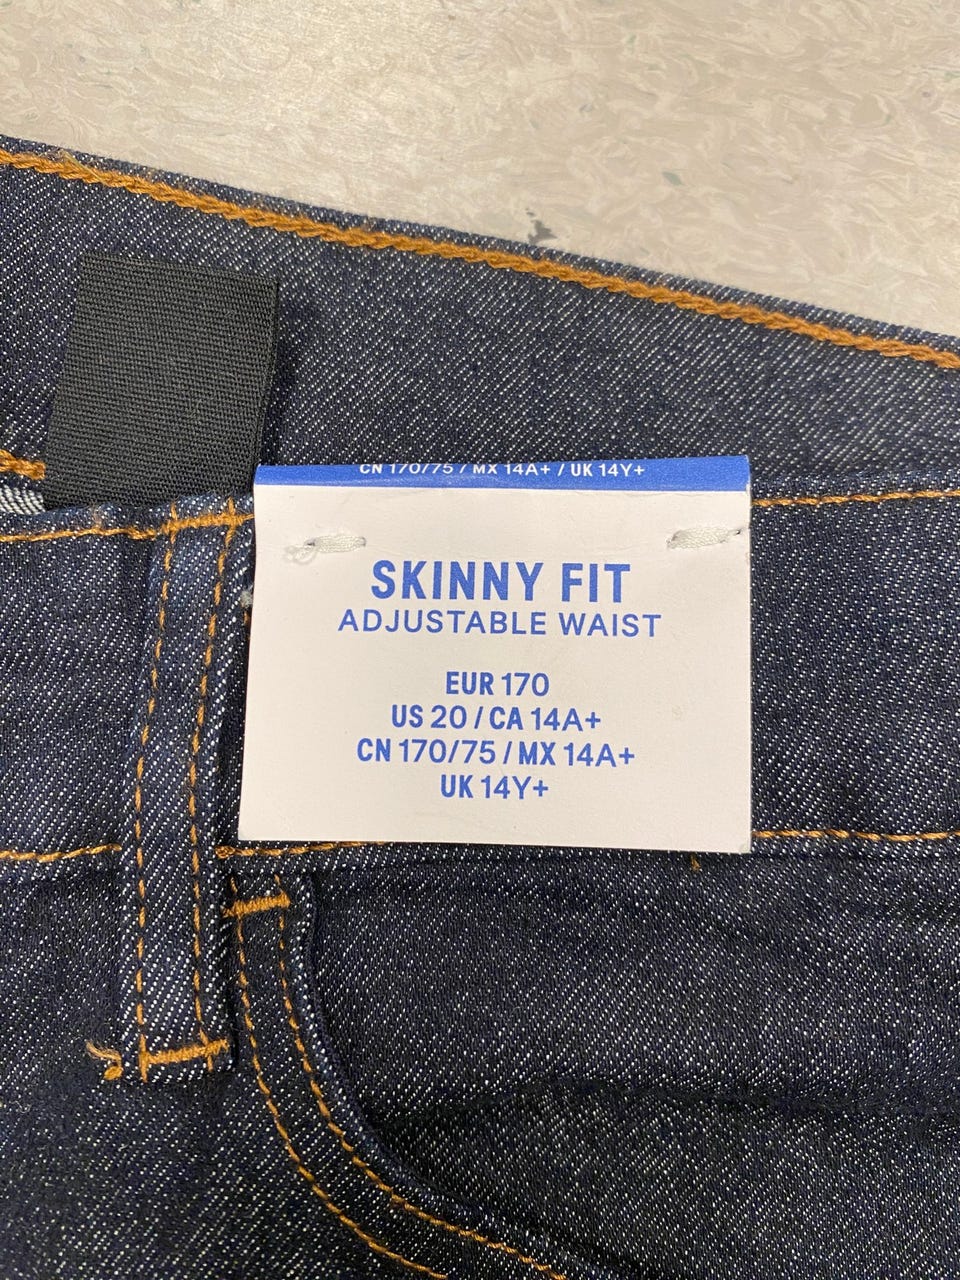 CN 170/75 / MX 14A+ / UK 14Y+
SKINNY FIT
ADJUSTABLE WAIST
EUR 170
US 20 / CA 14A+
CN 170/75 / MX 14A+
UK 14Y+